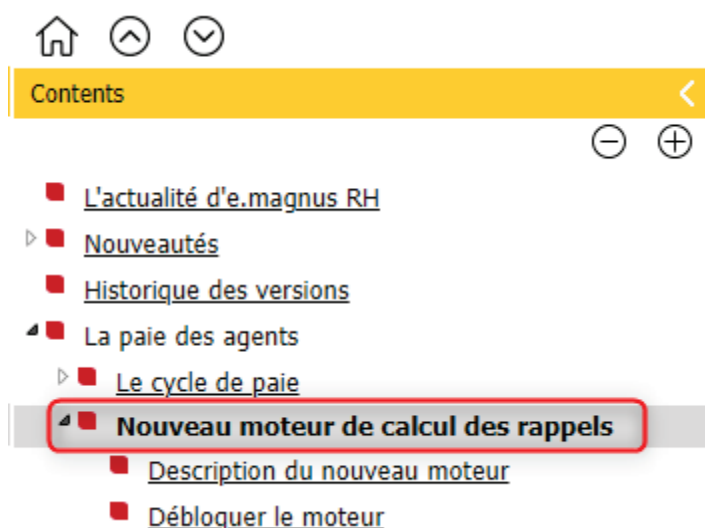 Contents
L'actualité d'e.magnus RH
Nouveautés
Historique des versions
La paie des agents
Le cycle de paie
Nouveau moteur de calcul des rappels
Description du nouveau moteur
Débloquer le moteur